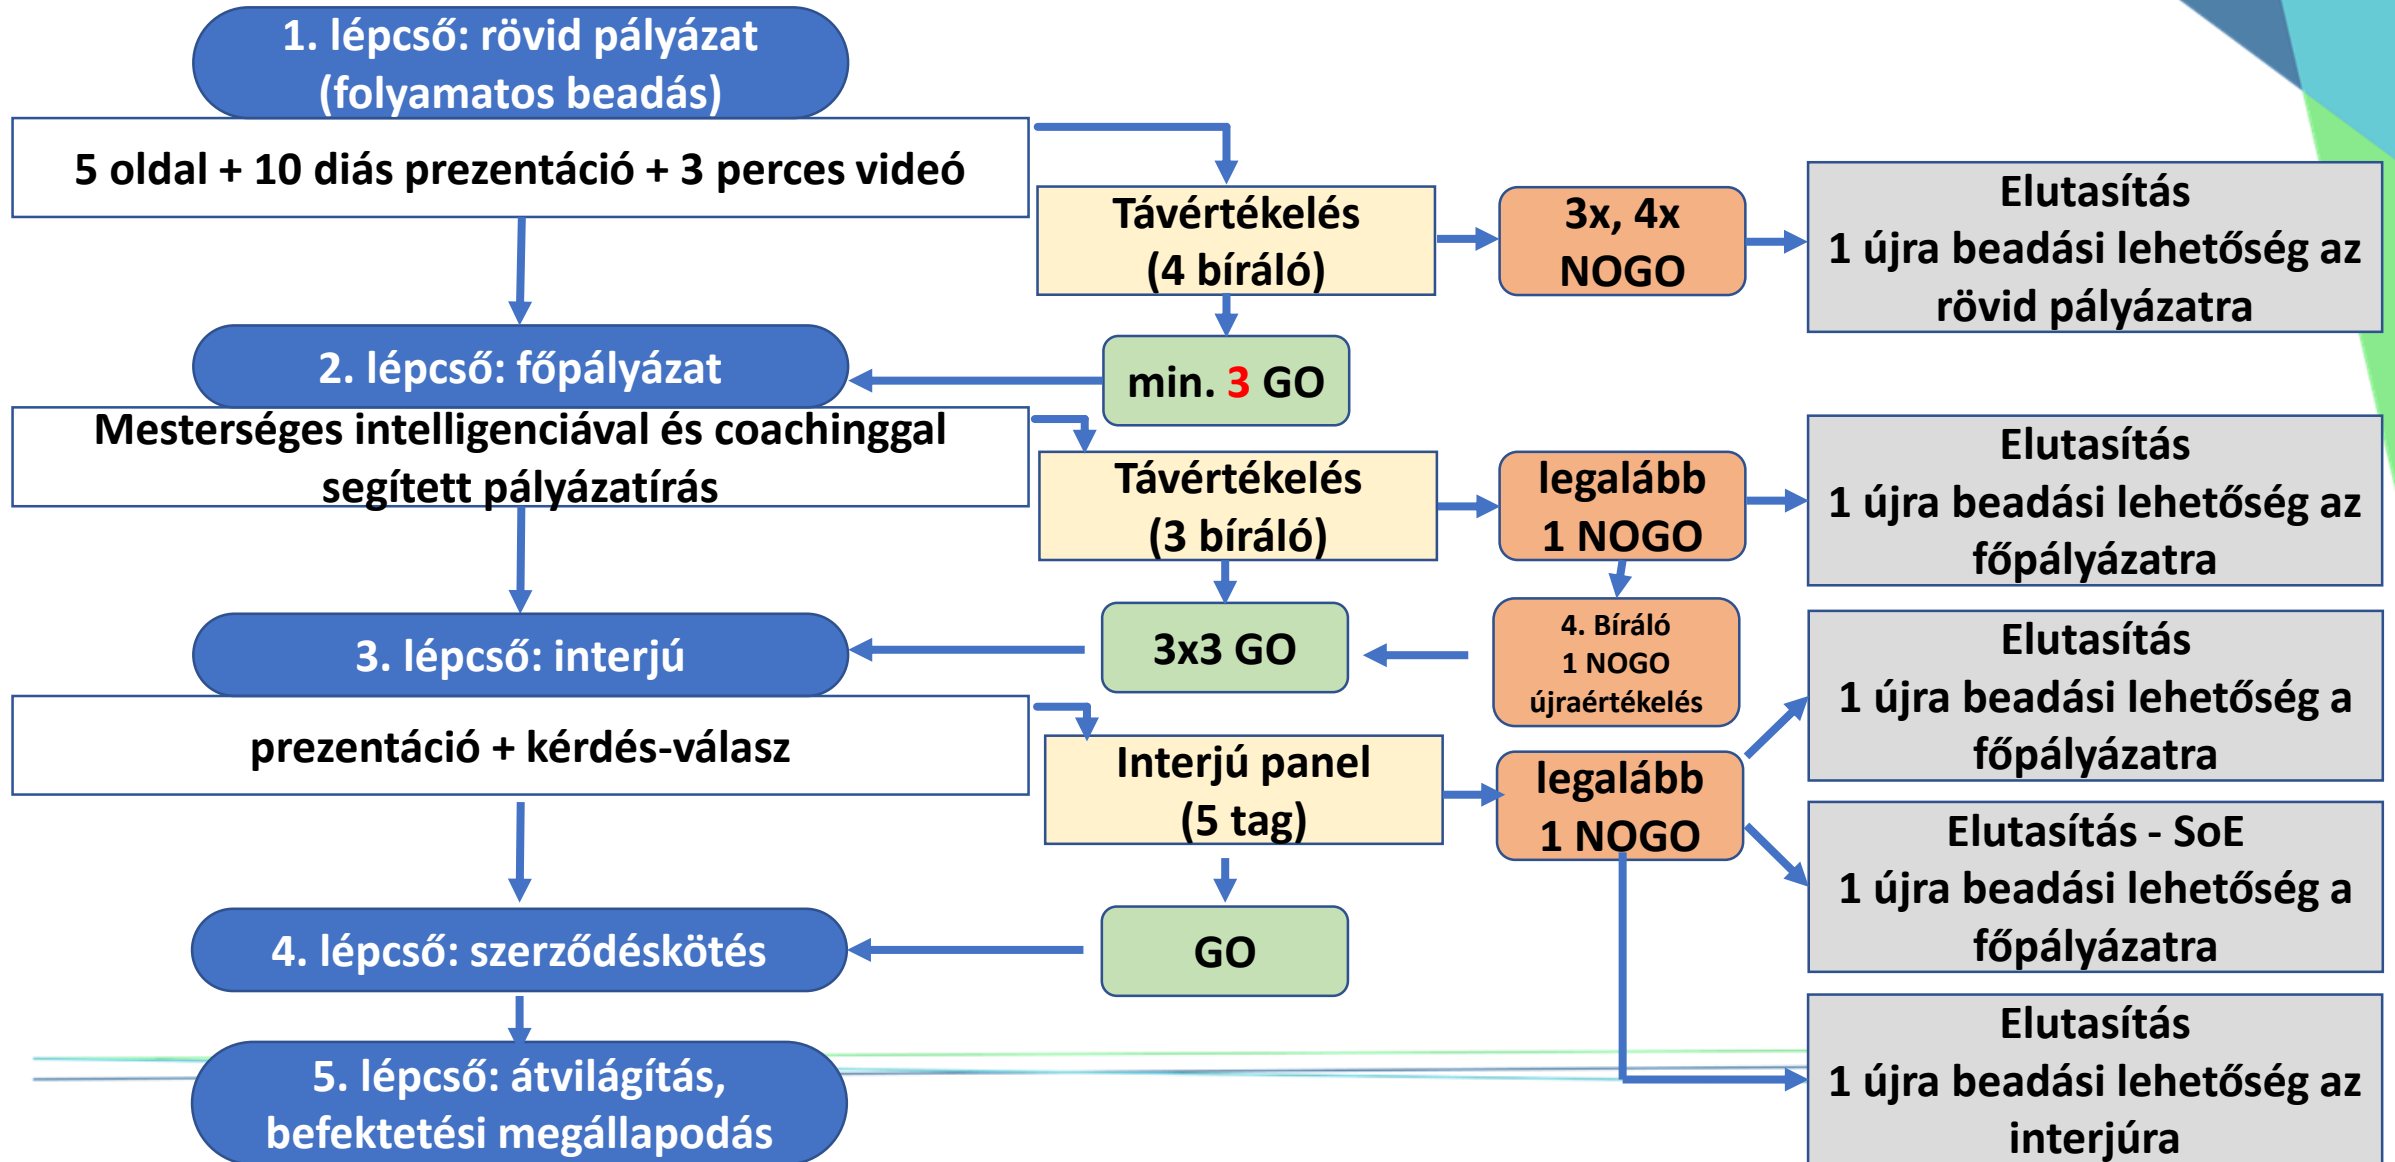 1. lépcső: rövid pályázat
(folyamatos beadás)
5 oldal + 10 diás prezentáció + 3 perces videó
Távértékelés
(4 bíráló)
3x, 4x
NOGO
Elutasítás
1 újra beadási lehetőség az
rövid pályázatra
min. 3 GO
2. lépcső: főpályázat
Mesterséges intelligenciával és coachinggal
segített pályázatírás
Távértékelés
(3 bíráló)
legalább
1 NOGO
Elutasítás
1 újra beadási lehetőség az
főpályázatra
4. Bíráló
1 NOGO
újraértékelés
3x3 GO
3. lépcső: interjú
prezentáció + kérdés-válasz
Interjú panel
(5 tag)
legalább
1 NOGO
Elutasítás
1 újra beadási lehetőség a
főpályázatra
Elutasítás - SoE
1 újra beadási lehetőség a
főpályázatra
Elutasítás
1 újra beadási lehetőség az
interjúra
GO
4. lépcső: szerződéskötés
5. lépcső: átvilágítás,
befektetési megállapodás